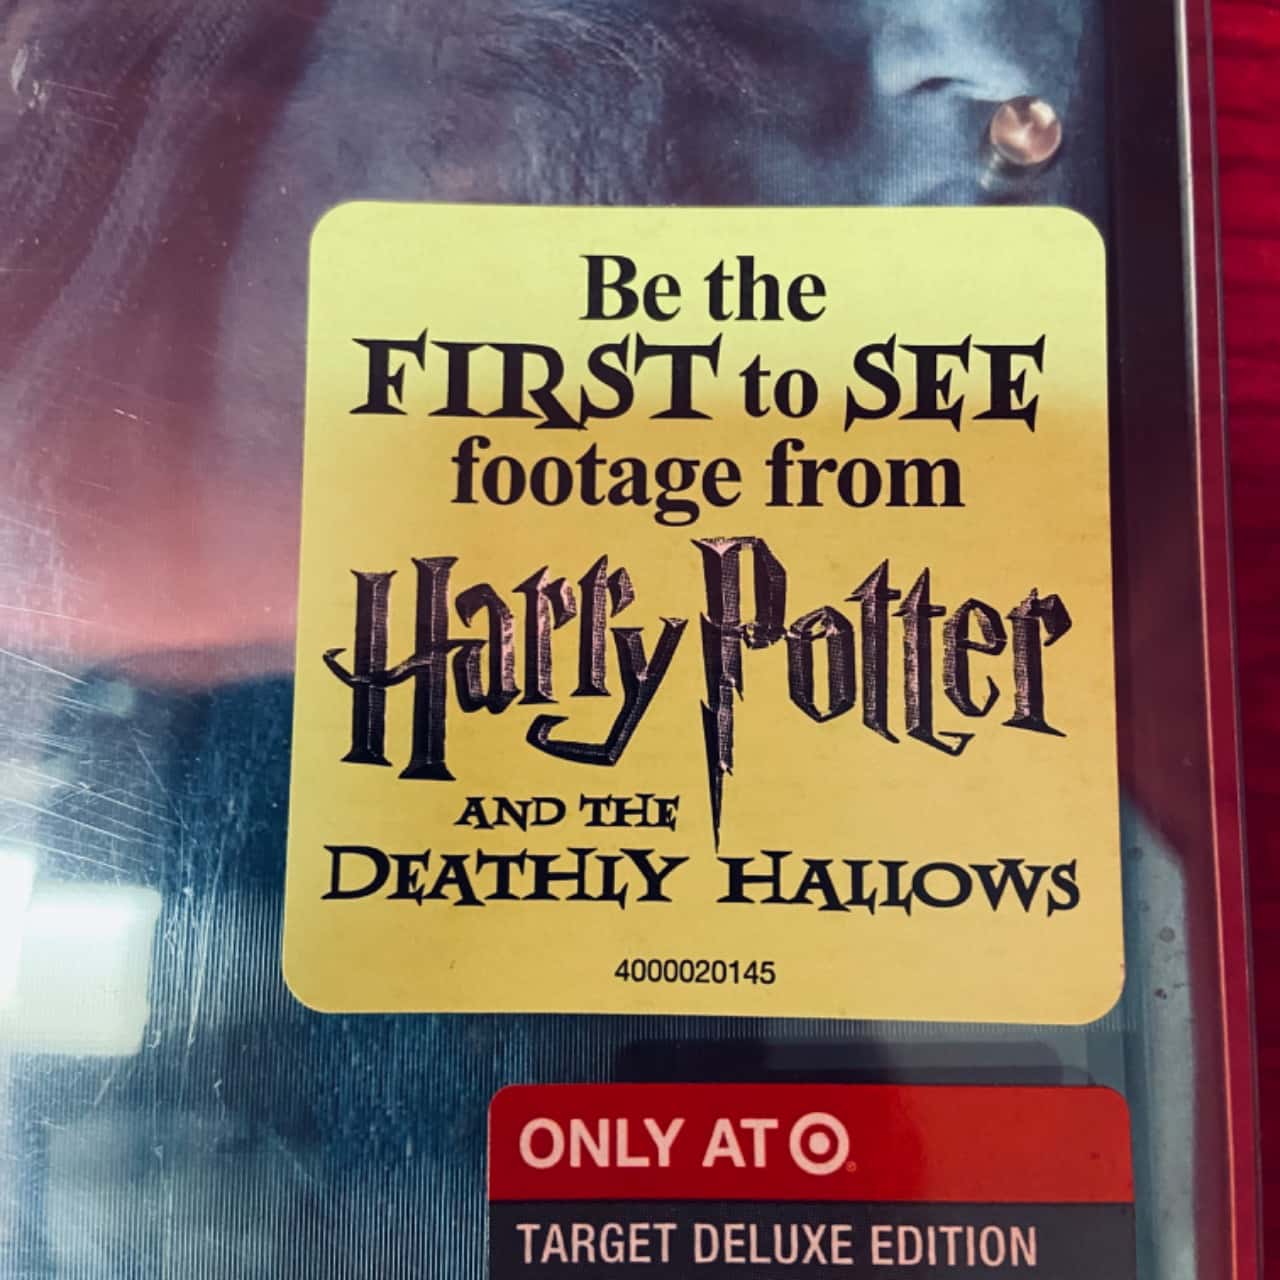 Be the
FIRST to SEE
footage from
Harry Potter
AND THE
DEATHLY HALLOWS
4000020145
ONLY AT
TARGET DELUXE EDITION